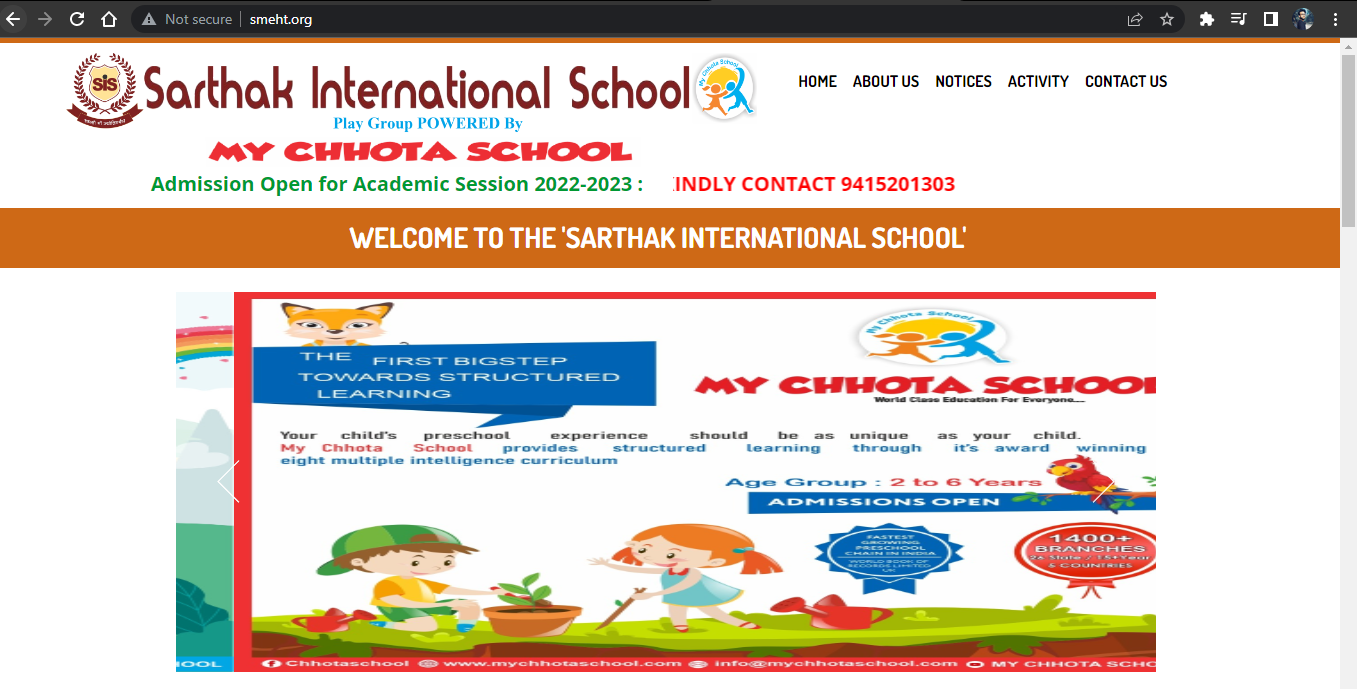 Not secure
smeht.org
SIS
Sarthak International School
My Chhota School
HOME ABOUT US NOTICES ACTIVITY CONTACT US
Play Group POWERED By
MY CHHOTA SCHOOL
Admission Open for Academic Session 2022-2023 :
INDLY CONTACT 9415201303
WELCOME TO THE 'SARTHAK INTERNATIONAL SCHOOL'
My Chhota School
THE FIRST BIGSTEP
TOWARDS STRUCTURED
LEARNING
MY CHHOTA SCHOOL
World Class Education For Everyone...
Your child's preschool experience should be as unique as your child.
My Chhota School provides structured learning through it's award winning
eight multiple intelligence curriculum
Age Group : 2 to 6 Years
ADMISSIONS OPEN
FASTEST
GROWING
PRESCHOOL
CHAIN IN INDIA
WORLD BOOK OF
RECORDS LIMITED
UK
1400+
BRANCHES
26 State / 15+Year
& COUNTRIES
HOOL
Chhotaschool www.mychhotaschool.com info@mychhotaschool.com MY CHHOTA SCHO